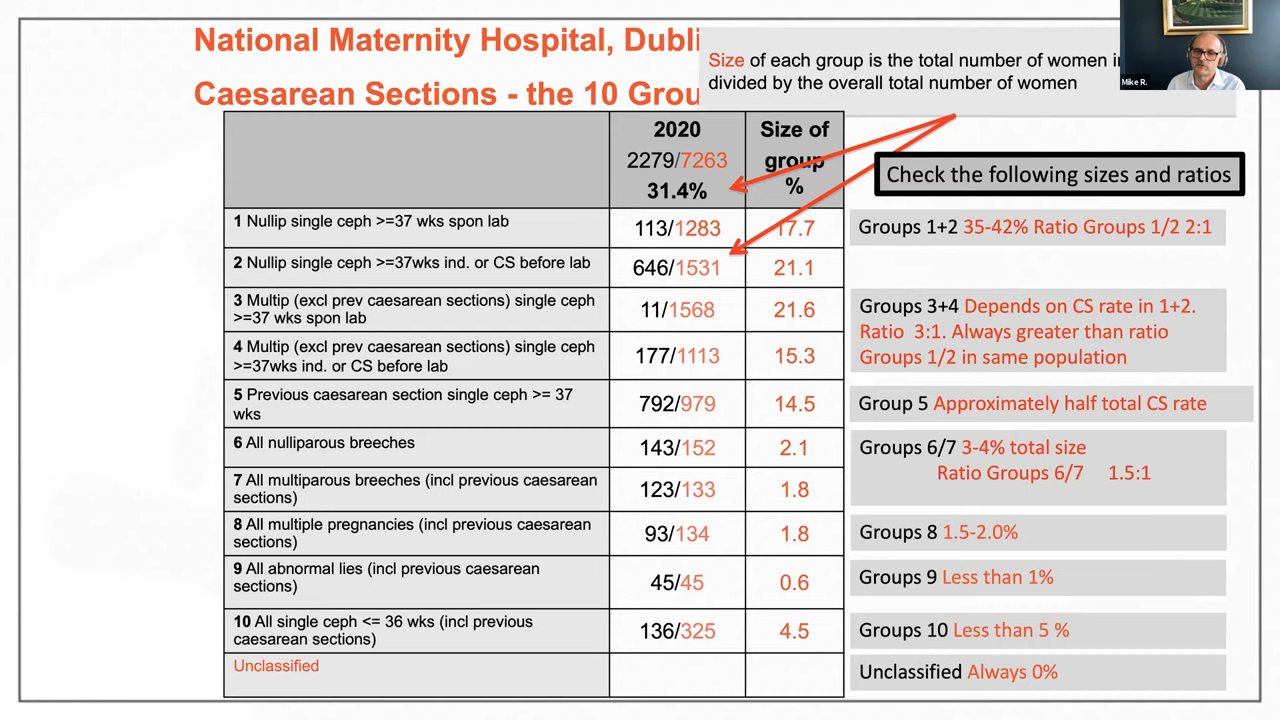 National Maternity Hospital, Dubli
Caesarean Sections - the 10 Grou
Size of each group is the total number of women in
divided by the overall total number of women
Mike R.
2020
2279/7263
31.4%
Size of
group
%
Check the following sizes and ratios
1 Nullip single ceph >=37 wks spon lab
113/1283
17.7
Groups 1+2 35-42% Ratio Groups 1/2 2:1
2 Nullip single ceph >=37wks ind. or CS before lab
646/1531
21.1
3 Multip (excl prev caesarean sections) single ceph
>=37 wks spon lab
11/1568
21.6
Groups 3+4 Depends on CS rate in 1+2.
Ratio 3:1. Always greater than ratio
Groups 1/2 in same population
4 Multip (excl prev caesarean sections) single ceph
>=37wks ind. or CS before lab
177/1113
15.3
5 Previous caesarean section single ceph >= 37
wks
792/979
14.5
Group 5 Approximately half total CS rate
6 All nulliparous breeches
143/152
2.1
Groups 6/7 3-4% total size
Ratio Groups 6/7 1.5:1
7 All multiparous breeches (incl previous caesarean
sections)
123/133
1.8
8 All multiple pregnancies (incl previous caesarean
sections)
93/134
1.8
Groups 8 1.5-2.0%
9 All abnormal lies (incl previous caesarean
sections)
45/45
0.6
Groups 9 Less than 1%
10 All single ceph <= 36 wks (incl previous
caesarean sections)
136/325
4.5
Groups 10 Less than 5 %
Unclassified
Unclassified Always 0%